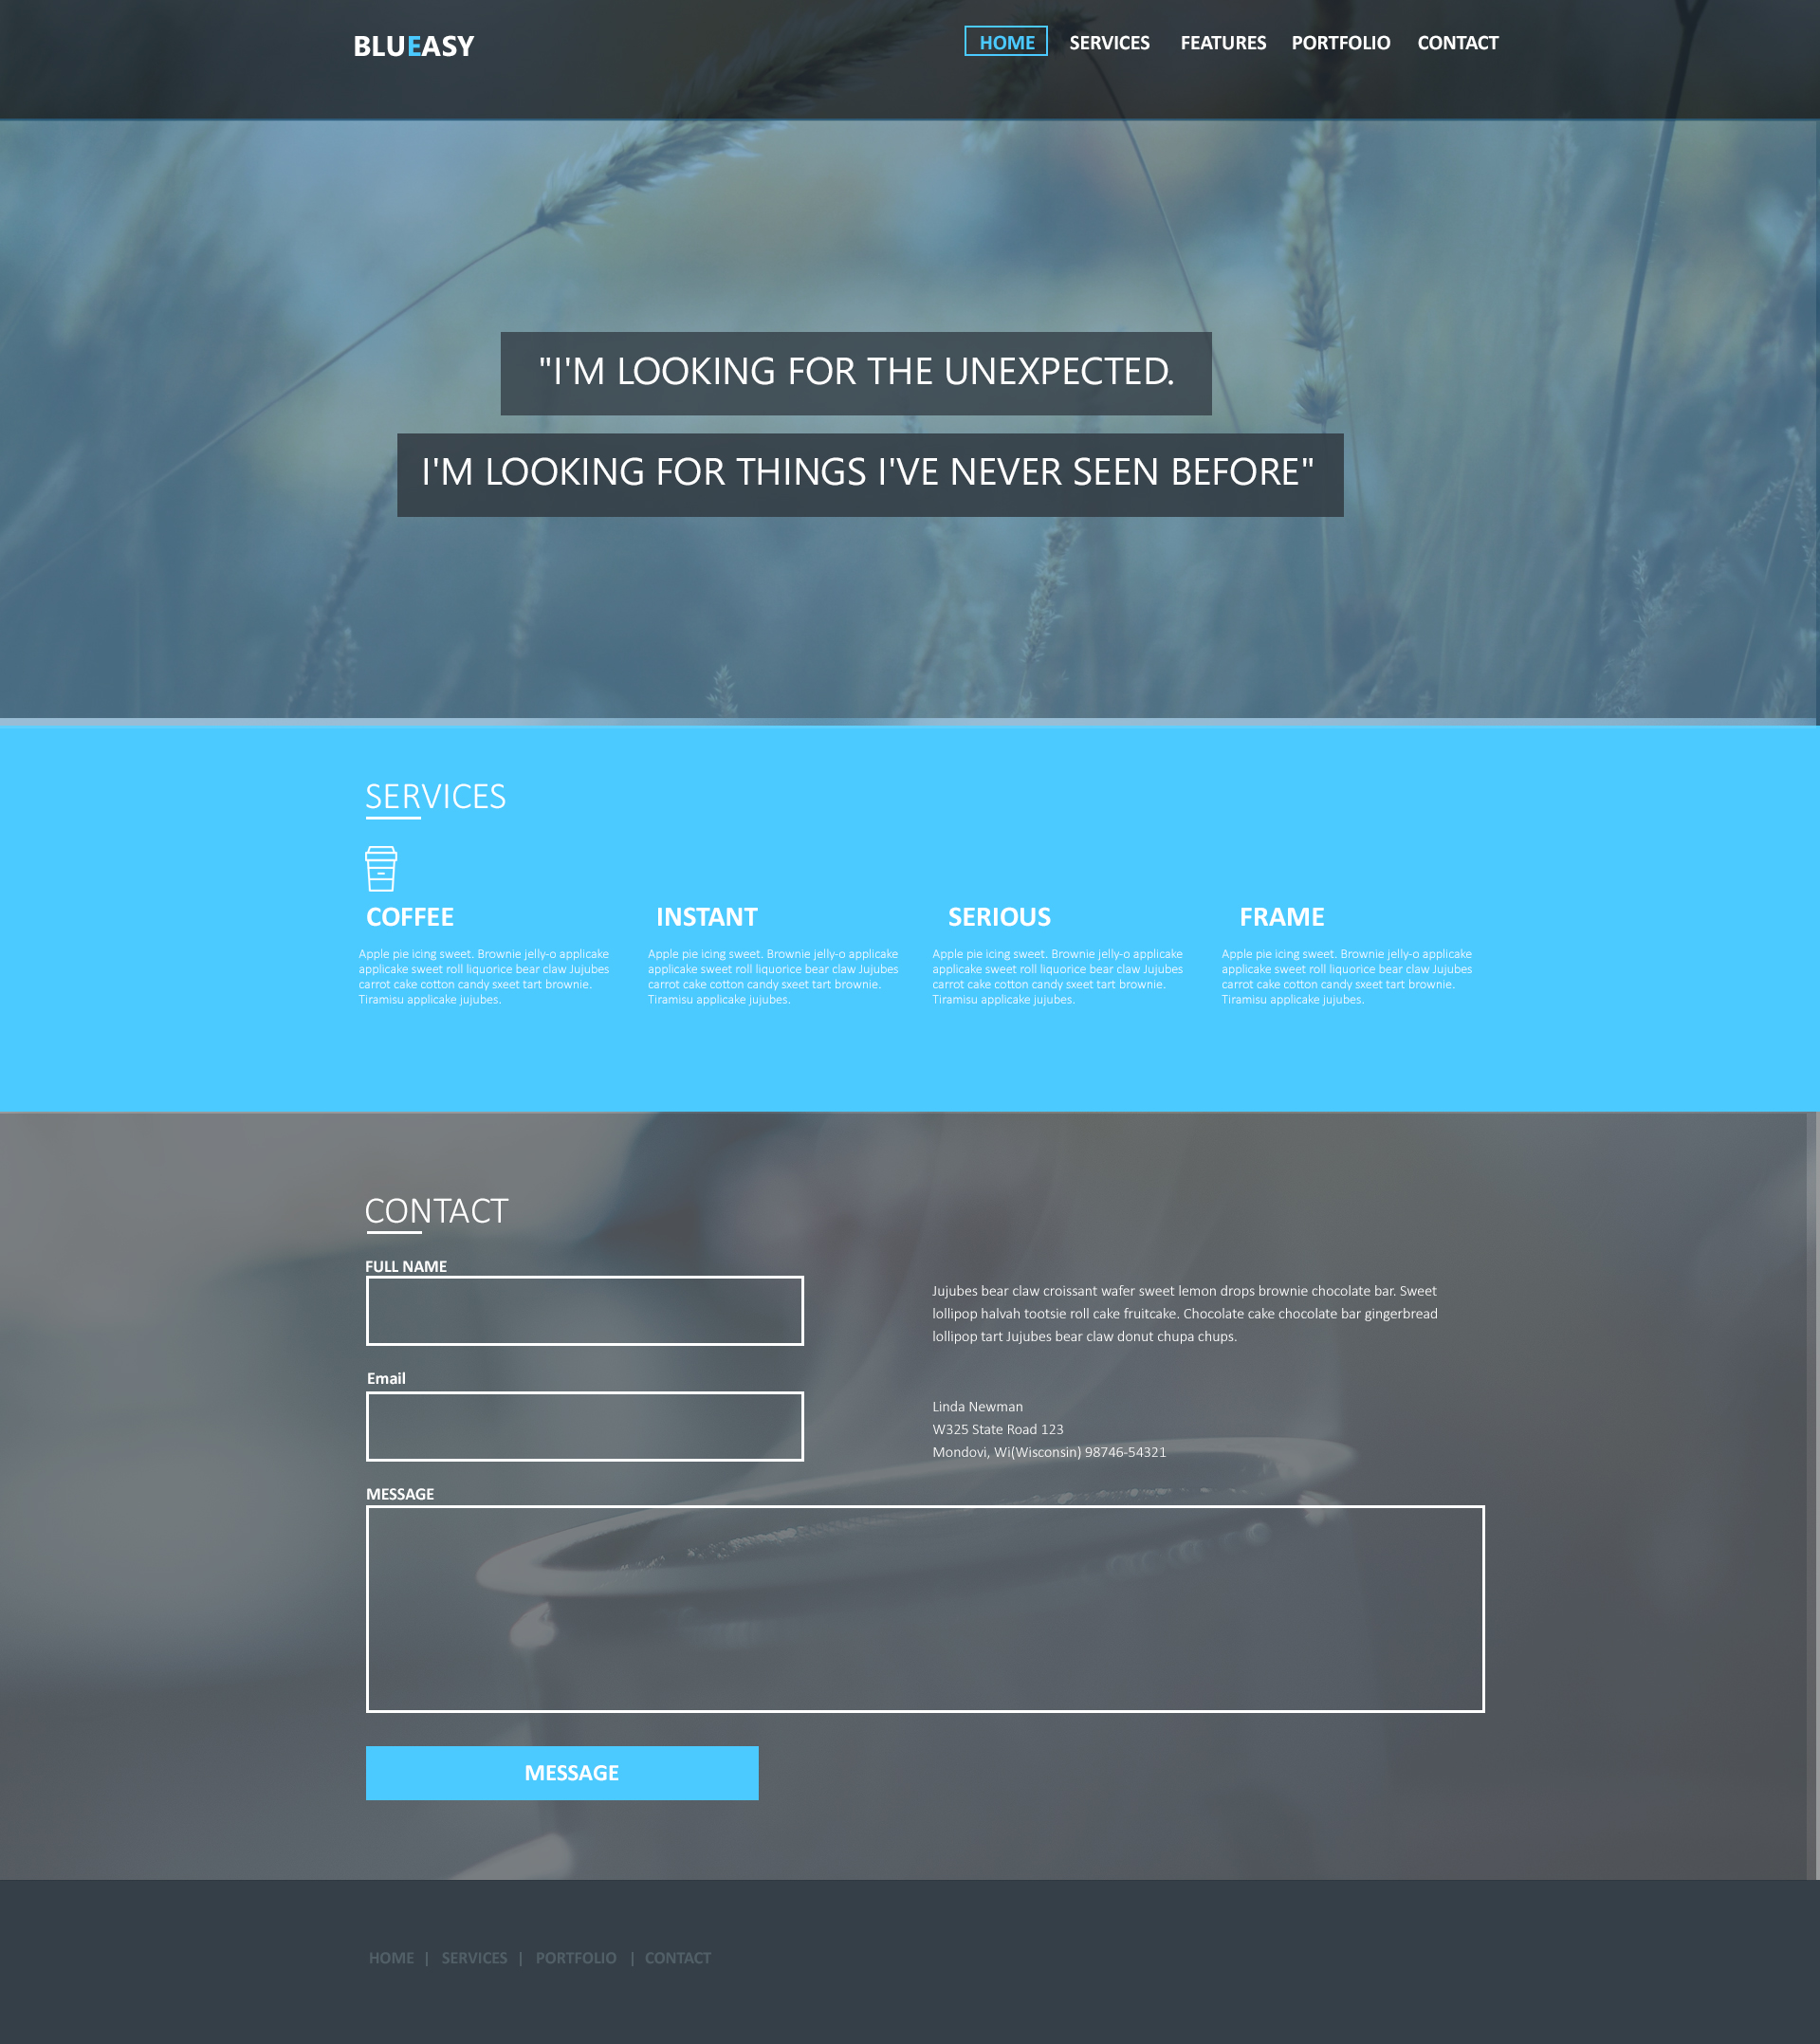 BLUEASY
HOME SERVICES FEATURES PORTFOLIO CONTACT
"I'M LOOKING FOR THE UNEXPECTED.
I'M LOOKING FOR THINGS I'VE NEVER SEEN BEFORE"
SERVICES
COFFEE
Apple pie icing sweet. Brownie jelly-o applicake
applicake sweet roll liquorice bear claw Jujubes
carrot cake cotton candy sxeet tart brownie.
Tiramisu applicake jujubes.
INSTANT
Apple pie icing sweet. Brownie jelly-o applicake
applicake sweet roll liquorice bear claw Jujubes
carrot cake cotton candy sxeet tart brownie.
Tiramisu applicake jujubes.
SERIOUS
Apple pie icing sweet. Brownie jelly-o applicake
applicake sweet roll liquorice bear claw Jujubes
carrot cake cotton candy sxeet tart brownie.
Tiramisu applicake jujubes.
FRAME
Apple pie icing sweet. Brownie jelly-o applicake
applicake sweet roll liquorice bear claw Jujubes
carrot cake cotton candy sxeet tart brownie.
Tiramisu applicake jujubes.
CONTACT
FULL NAME
Email
Jujubes bear claw croissant wafer sweet lemon drops brownie chocolate bar. Sweet
lollipop halvah tootsie roll cake fruitcake. Chocolate cake chocolate bar gingerbread
lollipop tart Jujubes bear claw donut chupa chups.
Linda Newman
W325 State Road 123
Mondovi, Wi(Wisconsin) 98746-54321
MESSAGE
MESSAGE
HOME | SERVICES | PORTFOLIO | CONTACT